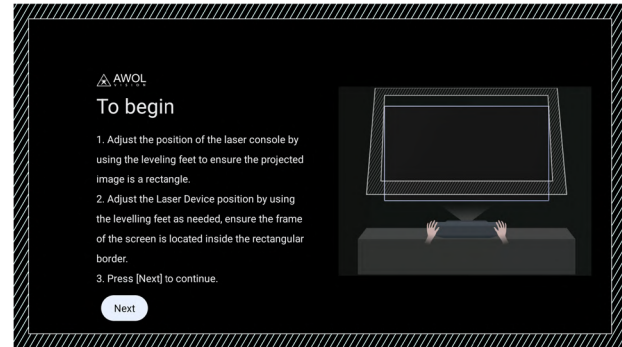 AWOL
VISION
To begin
1. Adjust the position of the laser console by
using the leveling feet to ensure the projected
image is a rectangle.
2. Adjust the Laser Device position by using
the levelling feet as needed, ensure the frame
of the screen is located inside the rectangular
border.
3. Press [Next] to continue.
Next